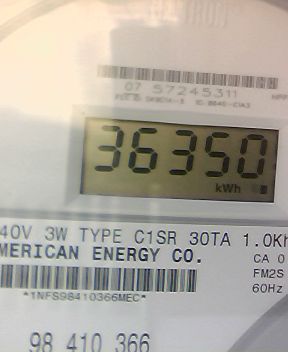 07 57245311
36350
kWh
40V 3W TYPE C1SR 30TA 1.0Kh
MERICAN ENERGY CO.
CA 0
FM2S
60Hz
*1NFS98410366MEC*
98 410 366